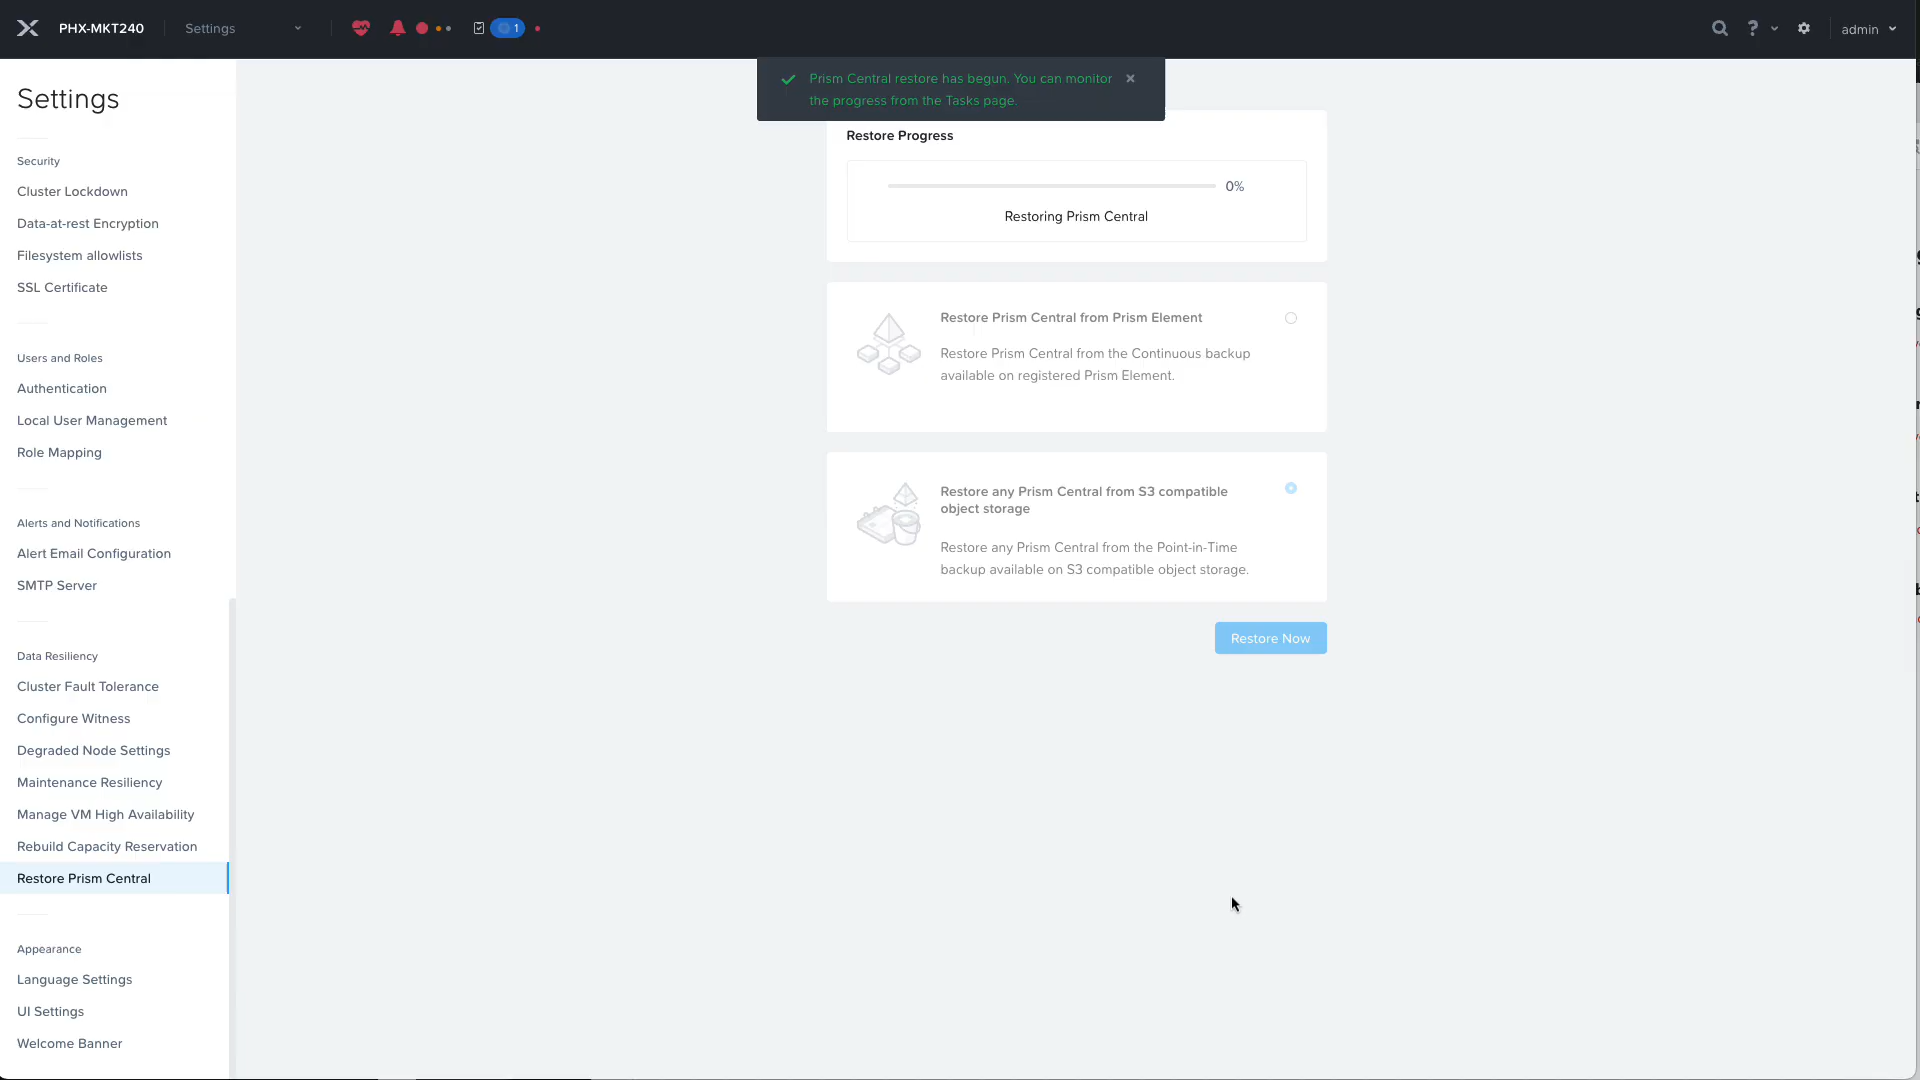 PHX-MKT240
Settings
1
admin
Prism Central restore has begun. You can monitor
the progress from the Tasks page.
Settings
Security
Cluster Lockdown
Data-at-rest Encryption
Filesystem allowlists
SSL Certificate
Users and Roles
Authentication
Local User Management
Role Mapping
Alerts and Notifications
Alert Email Configuration
SMTP Server
Data Resiliency
Cluster Fault Tolerance
Configure Witness
Degraded Node Settings
Maintenance Resiliency
Manage VM High Availability
Rebuild Capacity Reservation
Restore Prism Central
Appearance
Language Settings
UI Settings
Welcome Banner
Restore Progress
0%
Restoring Prism Central
Restore Prism Central from Prism Element
Restore Prism Central from the Continuous backup
available on registered Prism Element.
Restore any Prism Central from S3 compatible
object storage
Restore any Prism Central from the Point-in-Time
backup available on S3 compatible object storage.
Restore Now